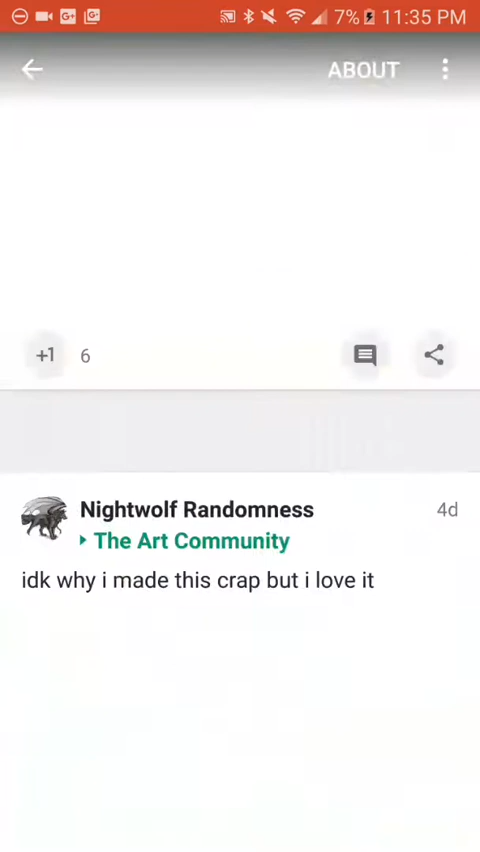 7% 11:35 PM
ABOUT
+1 6
Nightwolf Randomness 4d
The Art Community
idk why i made this crap but i love it